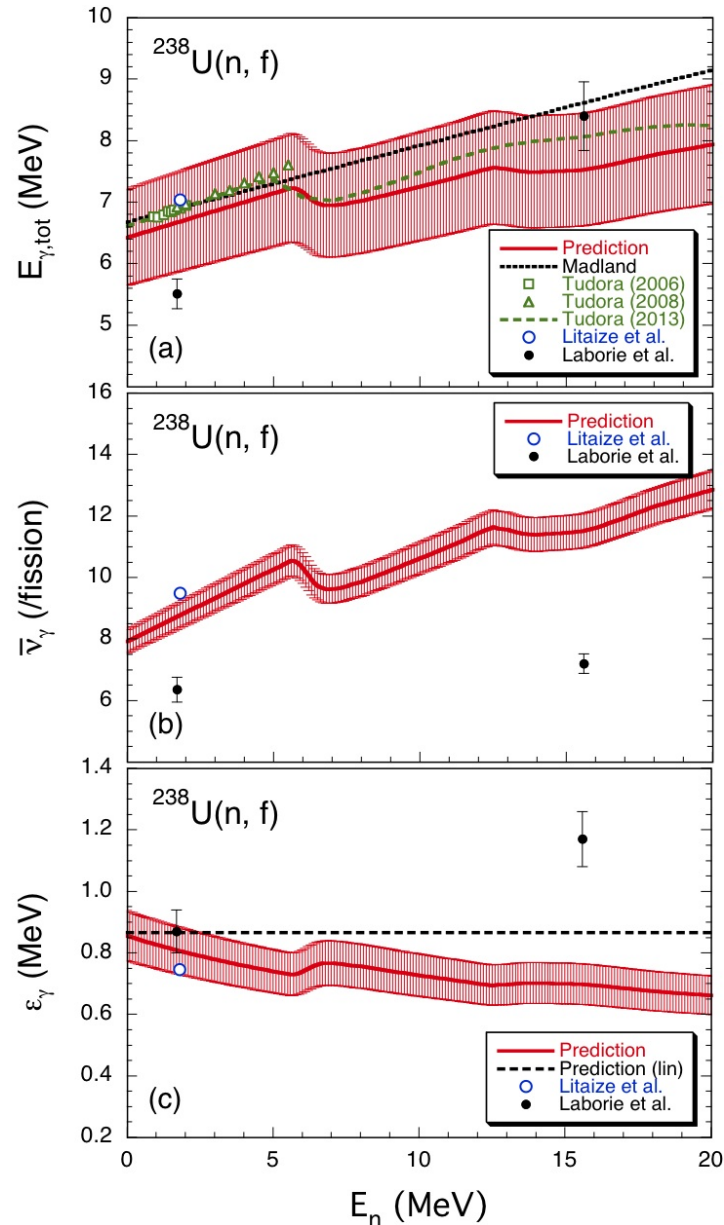 10
9
8
7
6
5
4
E_γ,tot (MeV)
²³⁸U(n, f)
(a)
Prediction
Madland
Tudora (2006)
Tudora (2008)
Tudora (2013)
Litaize et al.
Laborie et al.
16
14
12
10
8
6
ν̅_γ (/fission)
²³⁸U(n, f)
(b)
Prediction
Litaize et al.
Laborie et al.
1.4
1.2
1.0
0.8
0.6
0.4
0.2
ε_γ (MeV)
²³⁸U(n, f)
(c)
Prediction
Prediction (lin)
Litaize et al.
Laborie et al.
0 5 10 15 20
E_n (MeV)